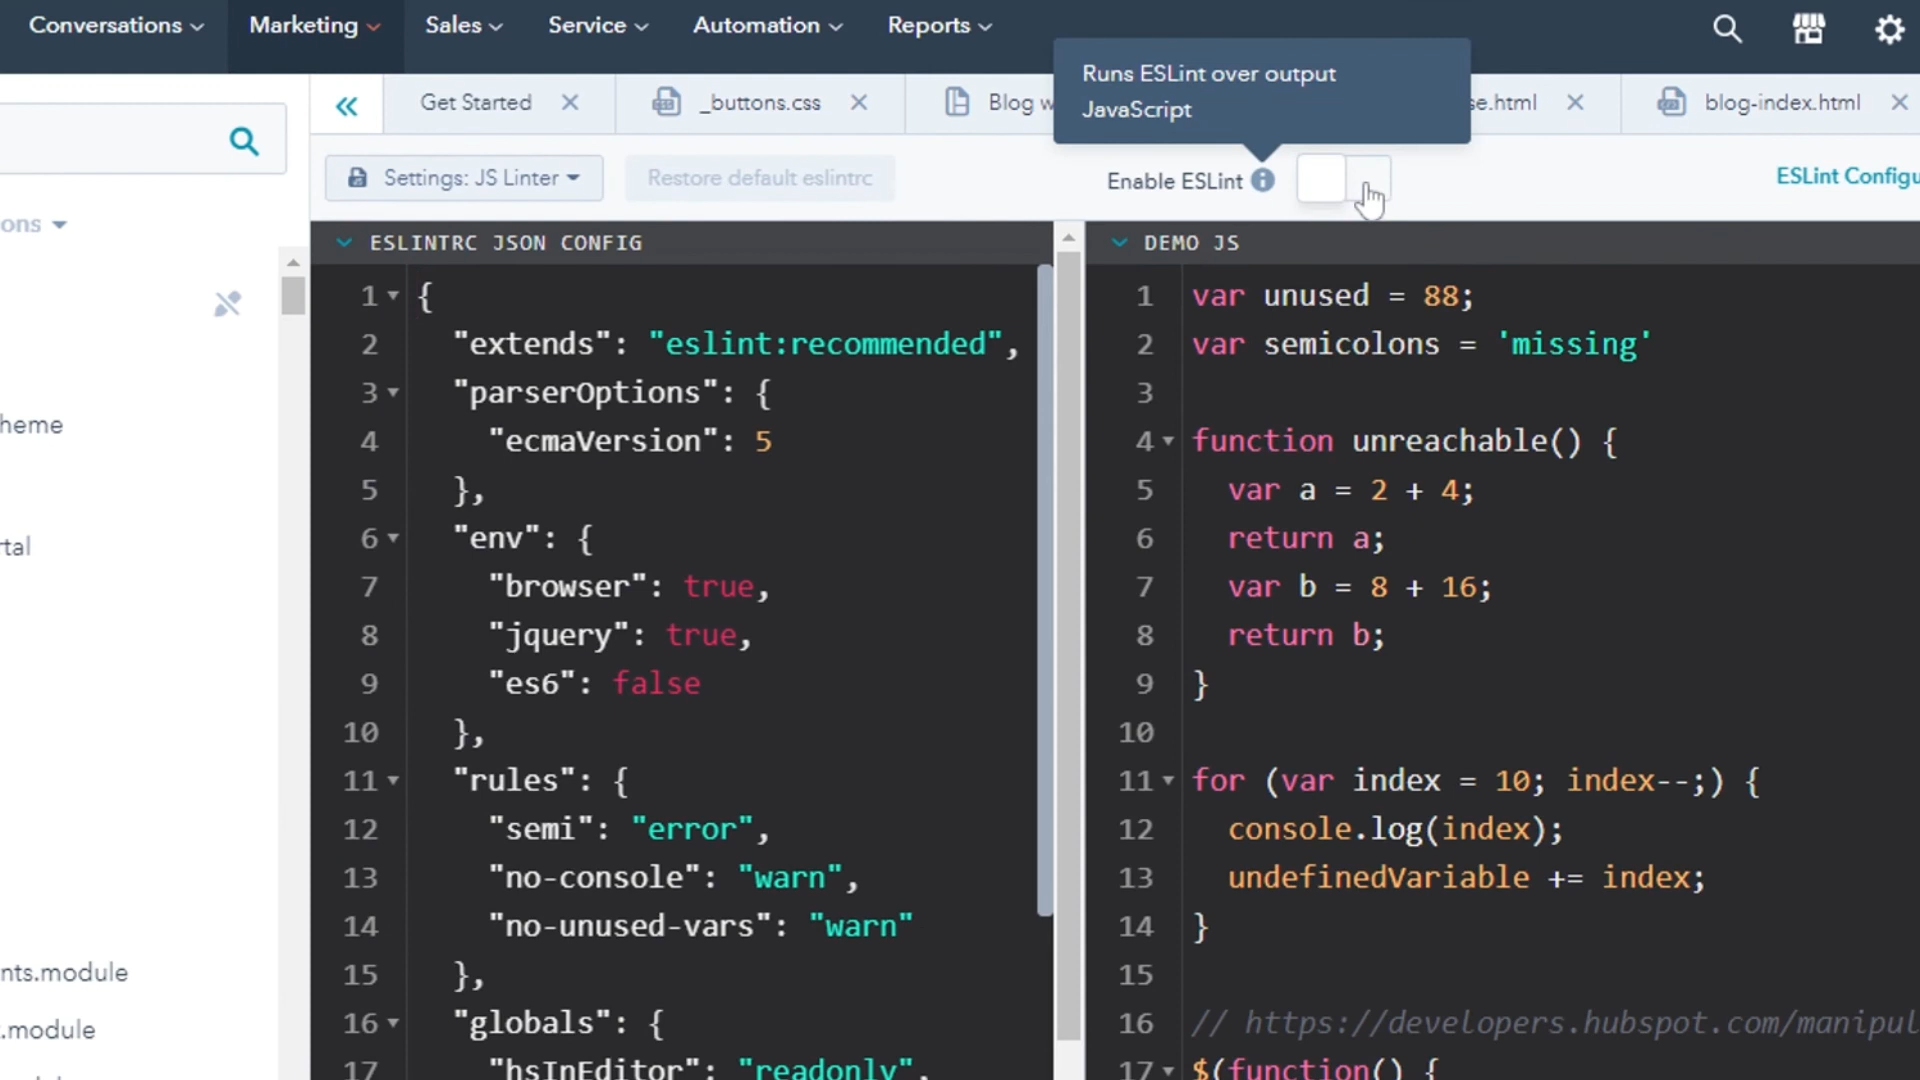 Conversations
Marketing
Sales
Service
Automation
Reports
Runs ESLint over output
JavaScript
Get Started
_buttons.css
Blog w
se.html
blog-index.html
Settings: JS Linter
Restore default eslintrc
Enable ESLint
ESLint Configu
ons
heme
rtal
nts.module
.module
ESLINTRC JSON CONFIG
1 {
2 "extends": "eslint:recommended",
3 "parserOptions": {
4 "ecmaVersion": 5
5 },
6 "env": {
7 "browser": true,
8 "jquery": true,
9 "es6": false
10 },
11 "rules": {
12 "semi": "error",
13 "no-console": "warn",
14 "no-unused-vars": "warn"
15 },
16 "globals": {
17 "hsInEditor": "readonly",
DEMO JS
1 var unused = 88;
2 var semicolons = 'missing'
3
4 function unreachable() {
5 var a = 2 + 4;
6 return a;
7 var b = 8 + 16;
8 return b;
9 }
10
11 for (var index = 10; index--;) {
12 console.log(index);
13 undefinedVariable += index;
14 }
15
16 // https://developers.hubspot.com/manipul
17 $(function() {